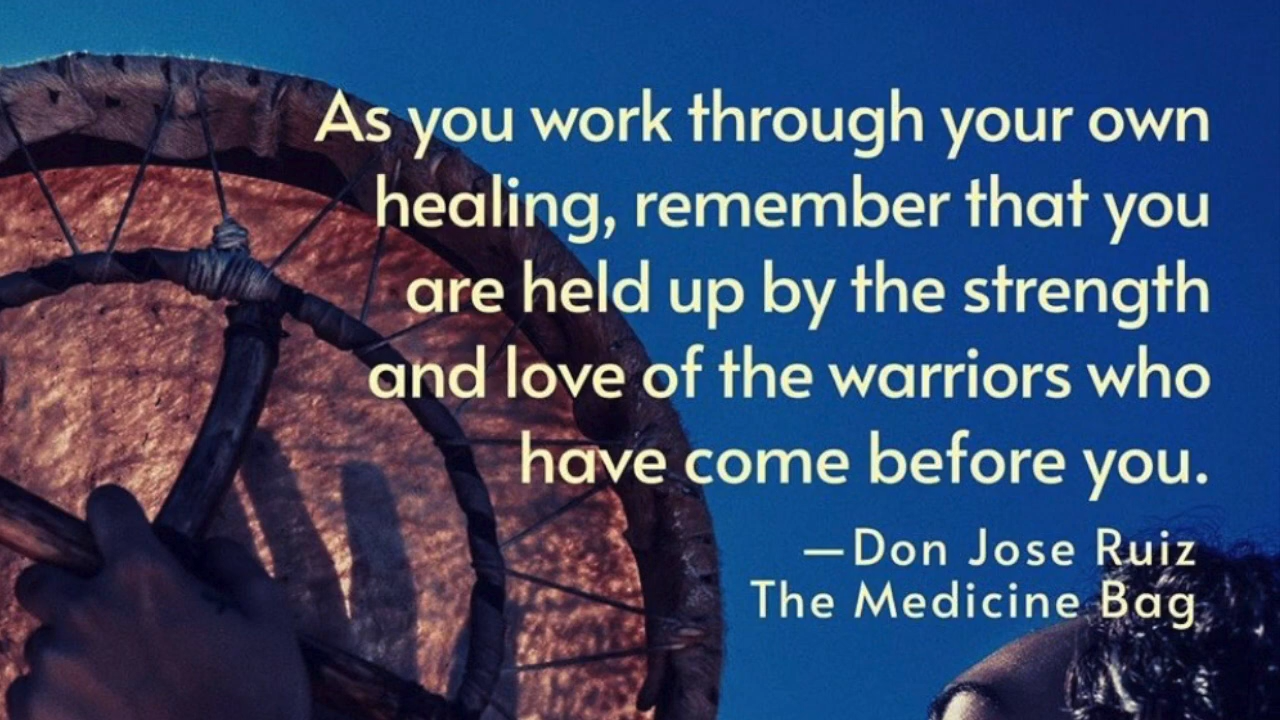 As you work through your own
healing, remember that you
are held up by the strength
and love of the warriors who
have come before you.
—Don Jose Ruiz
The Medicine Bag